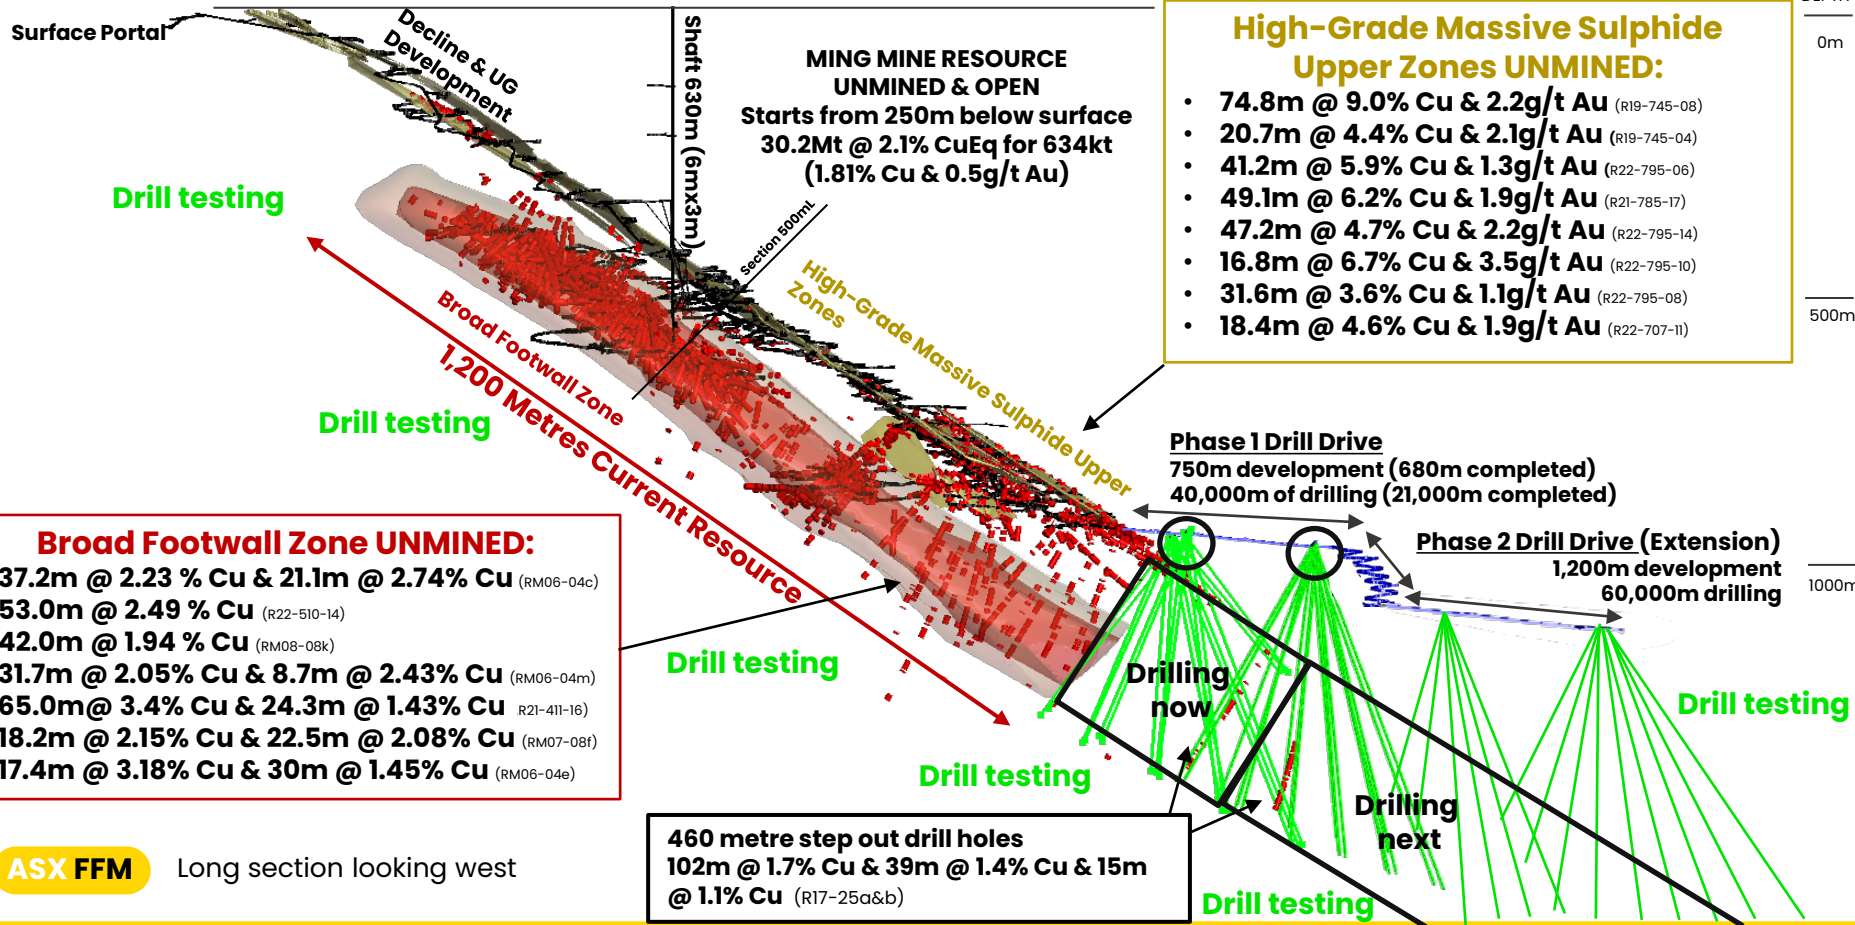 Surface Portal
Decline & UG
Development
Shaft 630m (6mx3m)
MING MINE RESOURCE
UNMINED & OPEN
Starts from 250m below surface
30.2Mt @ 2.1% CuEq for 634kt
(1.81% Cu & 0.5g/t Au)
Section 500mL
High-Grade Massive Sulphide
Upper Zones UNMINED:
• 74.8m @ 9.0% Cu & 2.2g/t Au (R19-745-08)
• 20.7m @ 4.4% Cu & 2.1g/t Au (R19-745-04)
• 41.2m @ 5.9% Cu & 1.3g/t Au (R22-795-06)
• 49.1m @ 6.2% Cu & 1.9g/t Au (R21-785-17)
• 47.2m @ 4.7% Cu & 2.2g/t Au (R22-795-14)
• 16.8m @ 6.7% Cu & 3.5g/t Au (R22-795-10)
• 31.6m @ 3.6% Cu & 1.1g/t Au (R22-795-08)
• 18.4m @ 4.6% Cu & 1.9g/t Au (R22-707-11)
0m
500m
1000m
Drill testing
Drill testing
Broad Footwall Zone
1,200 Metres Current Resource
High-Grade Massive Sulphide Upper
Zones
Phase 1 Drill Drive
750m development (680m completed)
40,000m of drilling (21,000m completed)
Phase 2 Drill Drive (Extension)
1,200m development
60,000m drilling
Broad Footwall Zone UNMINED:
37.2m @ 2.23 % Cu & 21.1m @ 2.74% Cu (RM06-04c)
53.0m @ 2.49 % Cu (R22-510-14)
42.0m @ 1.94 % Cu (RM08-08k)
31.7m @ 2.05% Cu & 8.7m @ 2.43% Cu (RM06-04m)
65.0m@ 3.4% Cu & 24.3m @ 1.43% Cu R21-411-16)
18.2m @ 2.15% Cu & 22.5m @ 2.08% Cu (RM07-08f)
17.4m @ 3.18% Cu & 30m @ 1.45% Cu (RM06-04e)
Drill testing
Drilling
now
Drill testing
Drill testing
Drilling
next
460 metre step out drill holes
102m @ 1.7% Cu & 39m @ 1.4% Cu & 15m
@ 1.1% Cu (R17-25a&b)
Drill testing
ASX FFM
Long section looking west